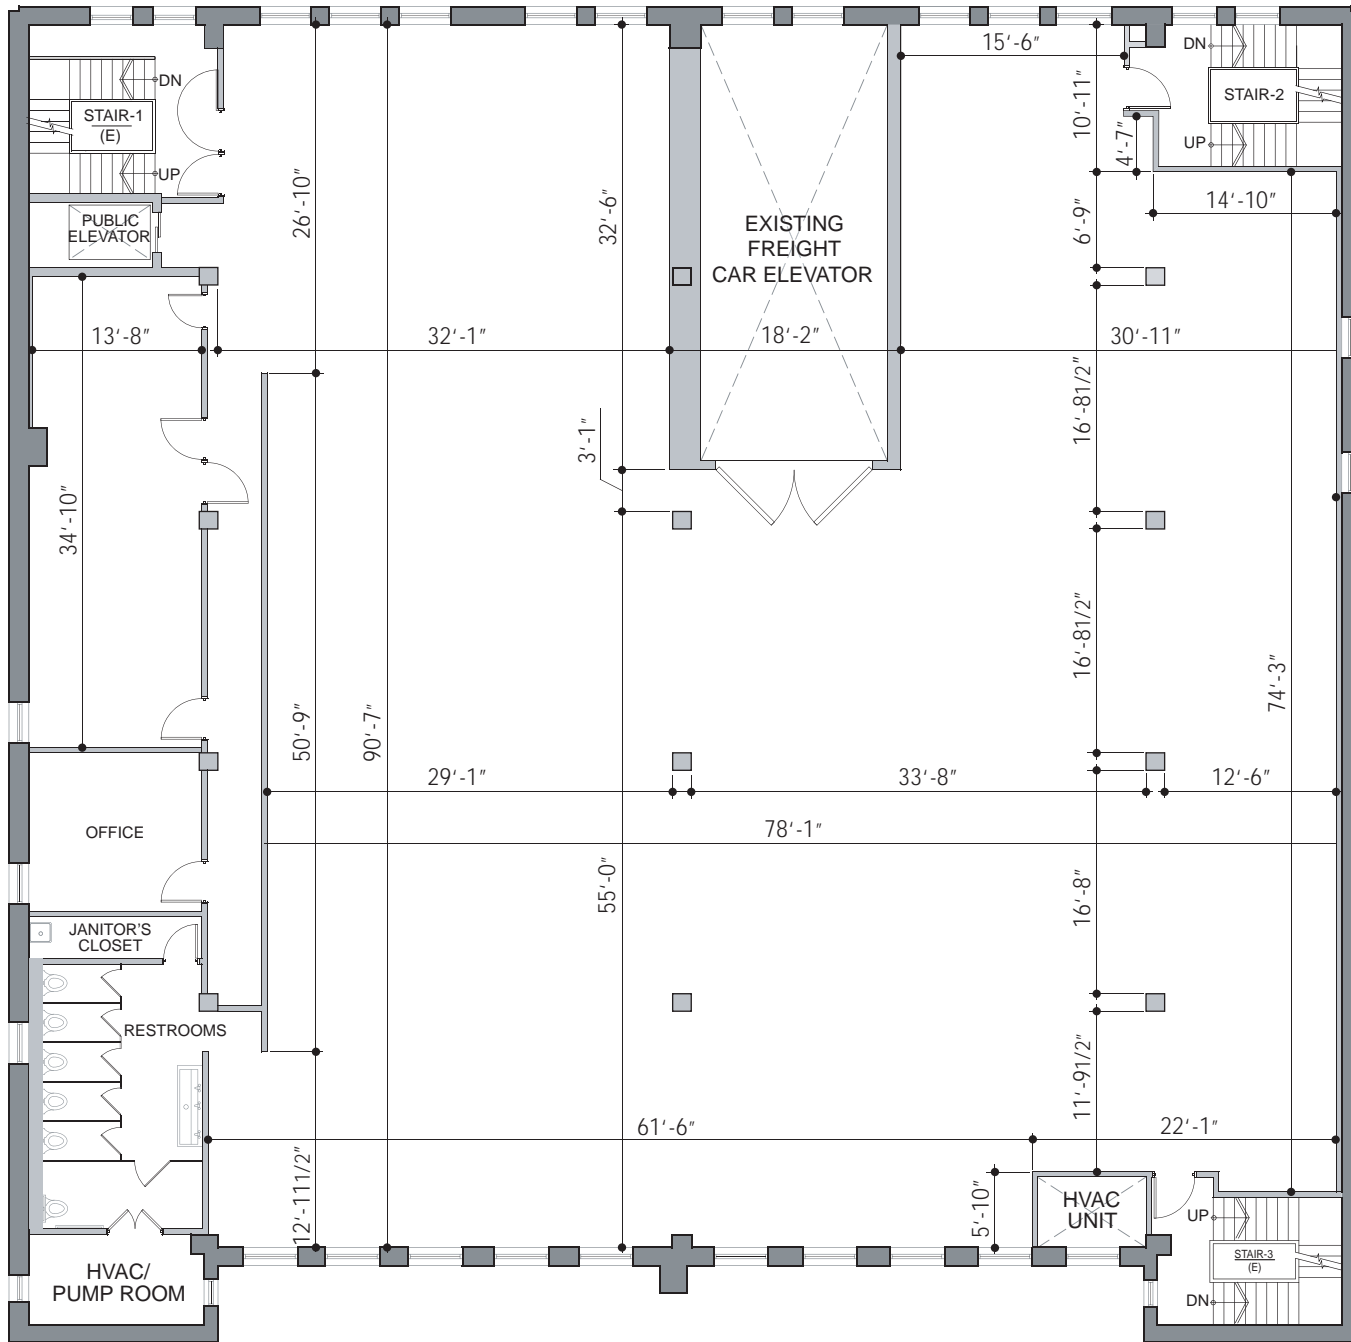 15'-6"
DN
DN
STAIR-1
(E)
STAIR-2
10'-11"
4'-7"
UP
UP
26'-10"
32'-6"
14'-10"
PUBLIC
ELEVATOR
EXISTING
FREIGHT
CAR ELEVATOR
6'-9"
13'-8"
32'-1"
18'-2"
30'-11"
16'-81/2"
3'-1"
34'-10"
16'-81/2"
74'-3"
50'-9"
90'-7"
29'-1"
33'-8"
12'-6"
OFFICE
78'-1"
55'-0"
16'-8"
JANITOR'S
CLOSET
RESTROOMS
11'-91/2"
61'-6"
22'-1"
12'-111/2"
5'-10"
HVAC
UNIT
UP
STAIR-3
(E)
HVAC/
PUMP ROOM
DN